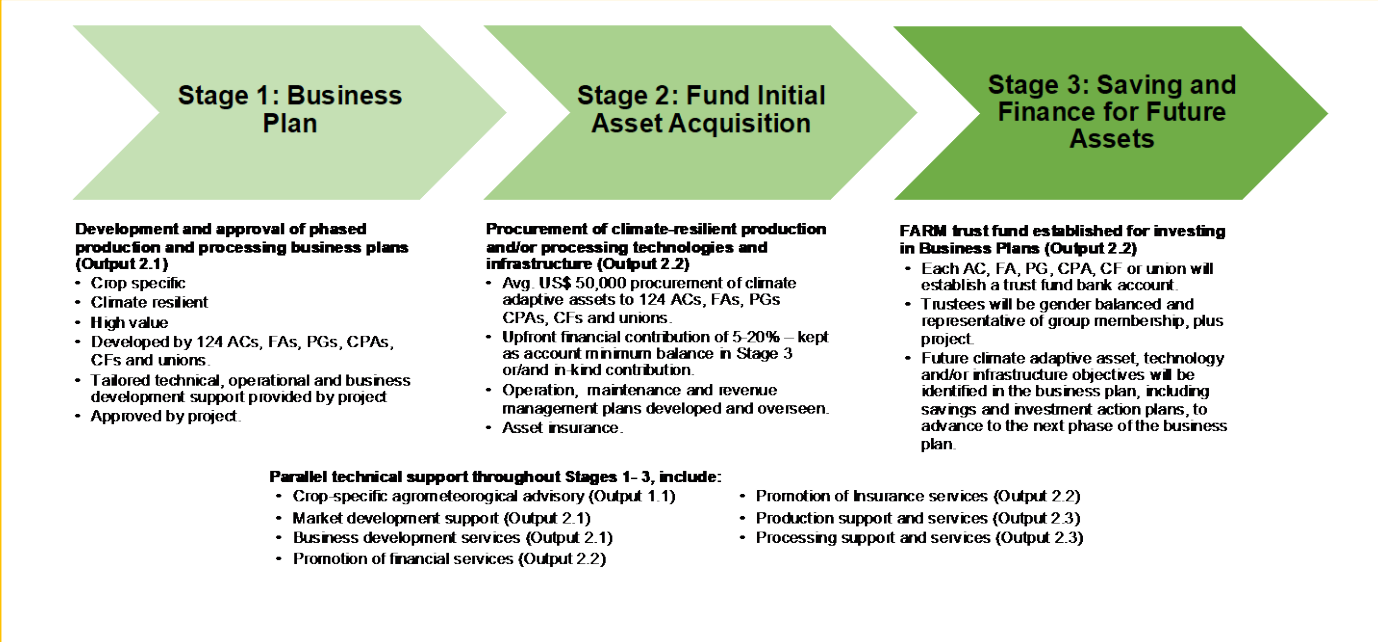 Stage 1: Business
Plan
Stage 2: Fund Initial
Asset Acquisition
Stage 3: Saving and
Finance for Future
Assets
Development and approval of phased
production and processing business plans
(Output 2.1)
• Crop specific
• Climate resilient
• High value
• Developed by 124 ACs, FAs, PGs, CPAs,
CFs and unions.
• Tailored technical, operational and business
development support provided by project
• Approved by project.
Procurement of climate-resilient production
and/or processing technologies and
infrastructure (Output 2.2)
• Avg. US$ 50,000 procurement of climate
adaptive assets to 124 ACs, FAs, PGs
CPAs, CFs and unions.
• Upfront financial contribution of 5-20% – kept
as account minimum balance in Stage 3
or/and in-kind contribution.
• Operation, maintenance and revenue
management plans developed and overseen.
• Asset insurance.
FARM trust fund established for investing
in Business Plans (Output 2.2)
• Each AC, FA, PG, CPA, CF or union will
establish a trust fund bank account.
• Trustees will be gender balanced and
representative of group membership, plus
project.
• Future climate adaptive asset, technology
and/or infrastructure objectives will be
identified in the business plan, including
savings and investment action plans, to
advance to the next phase of the business
plan.
Parallel technical support throughout Stages 1- 3, include:
• Crop-specific agrometeorogical advisory (Output 1.1)
• Market development support (Output 2.1)
• Business development services (Output 2.1)
• Promotion of financial services (Output 2.2)
• Promotion of Insurance services (Output 2.2)
• Production support and services (Output 2.3)
• Processing support and services (Output 2.3)